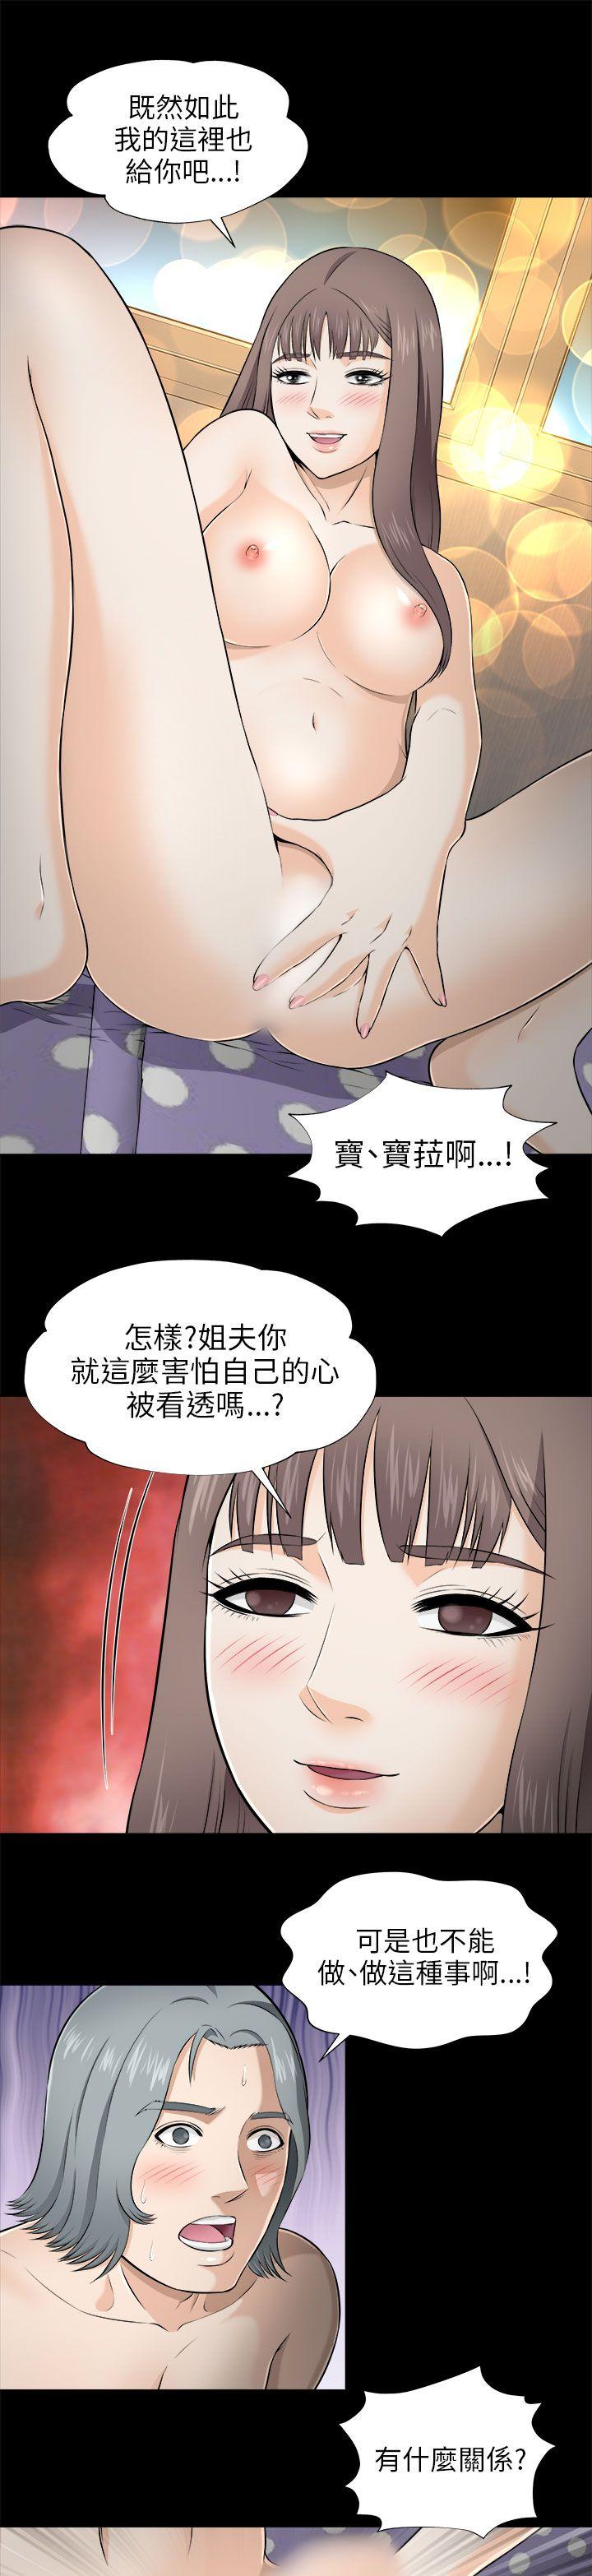 既然如此
我的這裡也
給你吧...!
寶、寶菈啊...!
怎樣?姐夫你
就這麼害怕自己的心
被看透嗎...?
可是也不能
做、做這種事啊...!
有什麼關係?